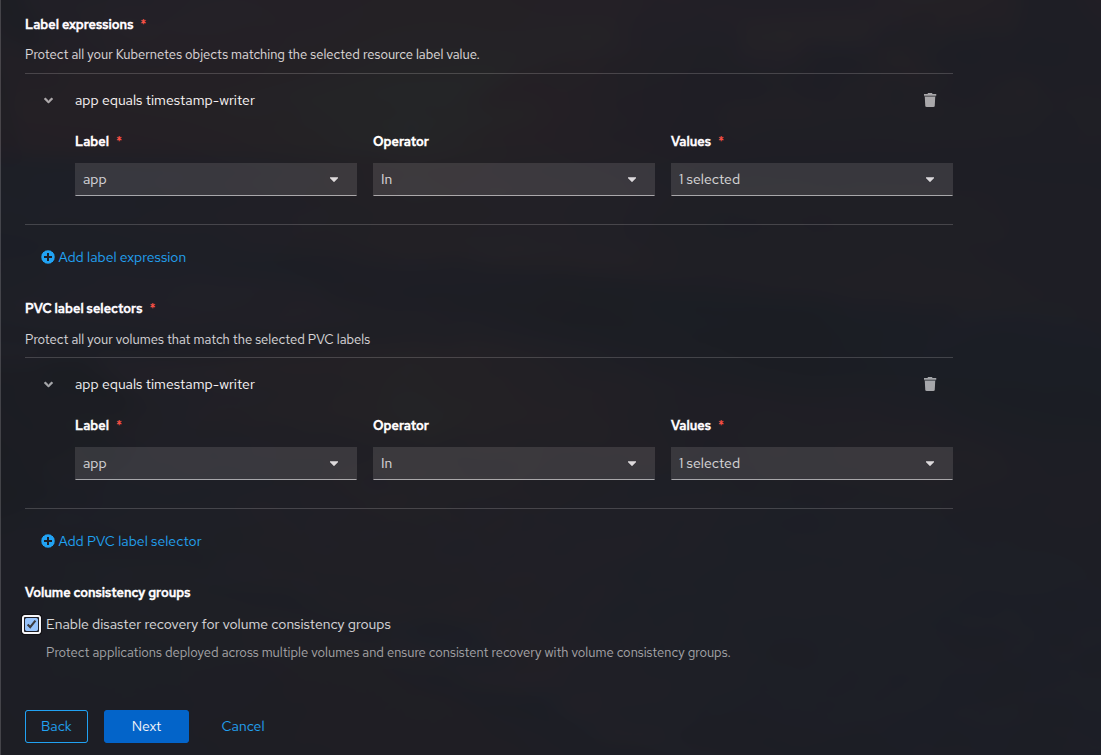 Label expressions *
Protect all your Kubernetes objects matching the selected resource label value.
app equals timestamp-writer
Label * Operator Values *
app In 1 selected
Add label expression
PVC label selectors *
Protect all your volumes that match the selected PVC labels
app equals timestamp-writer
Label * Operator Values *
app In 1 selected
Add PVC label selector
Volume consistency groups
Enable disaster recovery for volume consistency groups
Protect applications deployed across multiple volumes and ensure consistent recovery with volume consistency groups.
Back Next Cancel